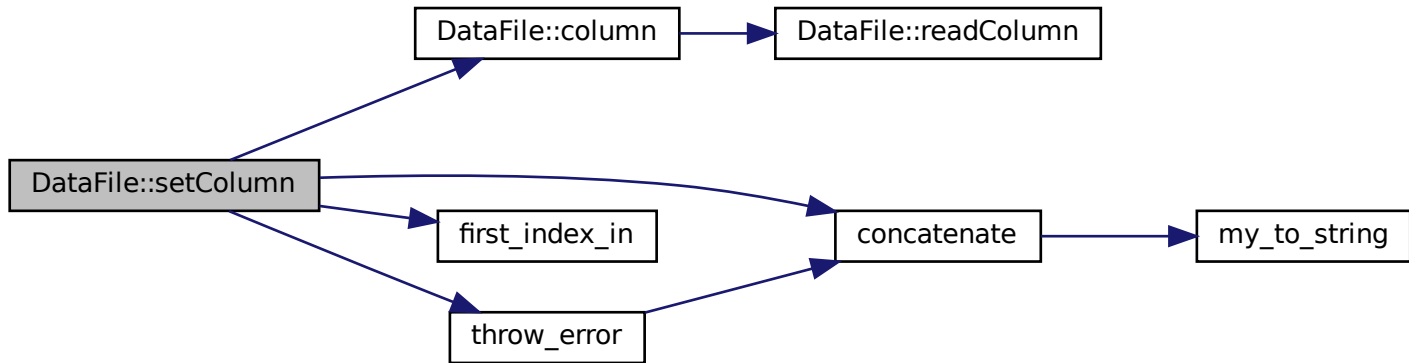 DataFile::column
DataFile::readColumn
DataFile::setColumn
first_index_in
concatenate
my_to_string
throw_error